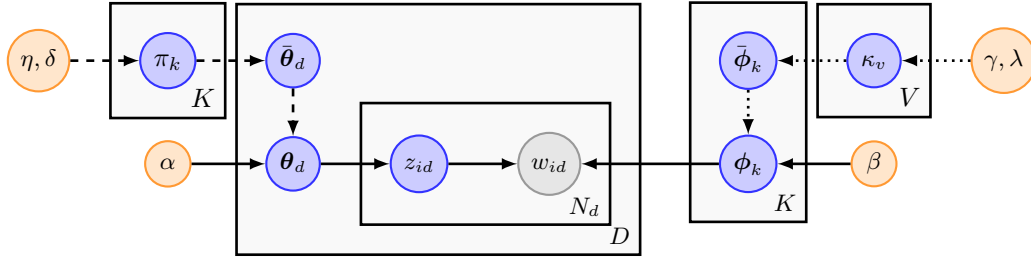 η, δ
π_k
K
θ̄_d
ϕ̄_k
κ_v
V
γ, λ
α
θ_d
z_id
w_id
N_d
D
ϕ_k
K
β